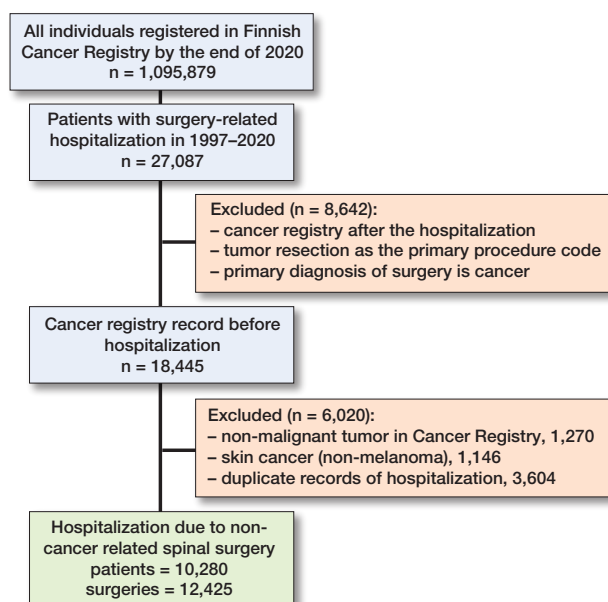 All individuals registered in Finnish
Cancer Registry by the end of 2020
n = 1,095,879
Patients with surgery-related
hospitalization in 1997–2020
n = 27,087
Excluded (n = 8,642):
– cancer registry after the hospitalization
– tumor resection as the primary procedure code
– primary diagnosis of surgery is cancer
Cancer registry record before
hospitalization
n = 18,445
Excluded (n = 6,020):
– non-malignant tumor in Cancer Registry, 1,270
– skin cancer (non-melanoma), 1,146
– duplicate records of hospitalization, 3,604
Hospitalization due to non-
cancer related spinal surgery
patients = 10,280
surgeries = 12,425